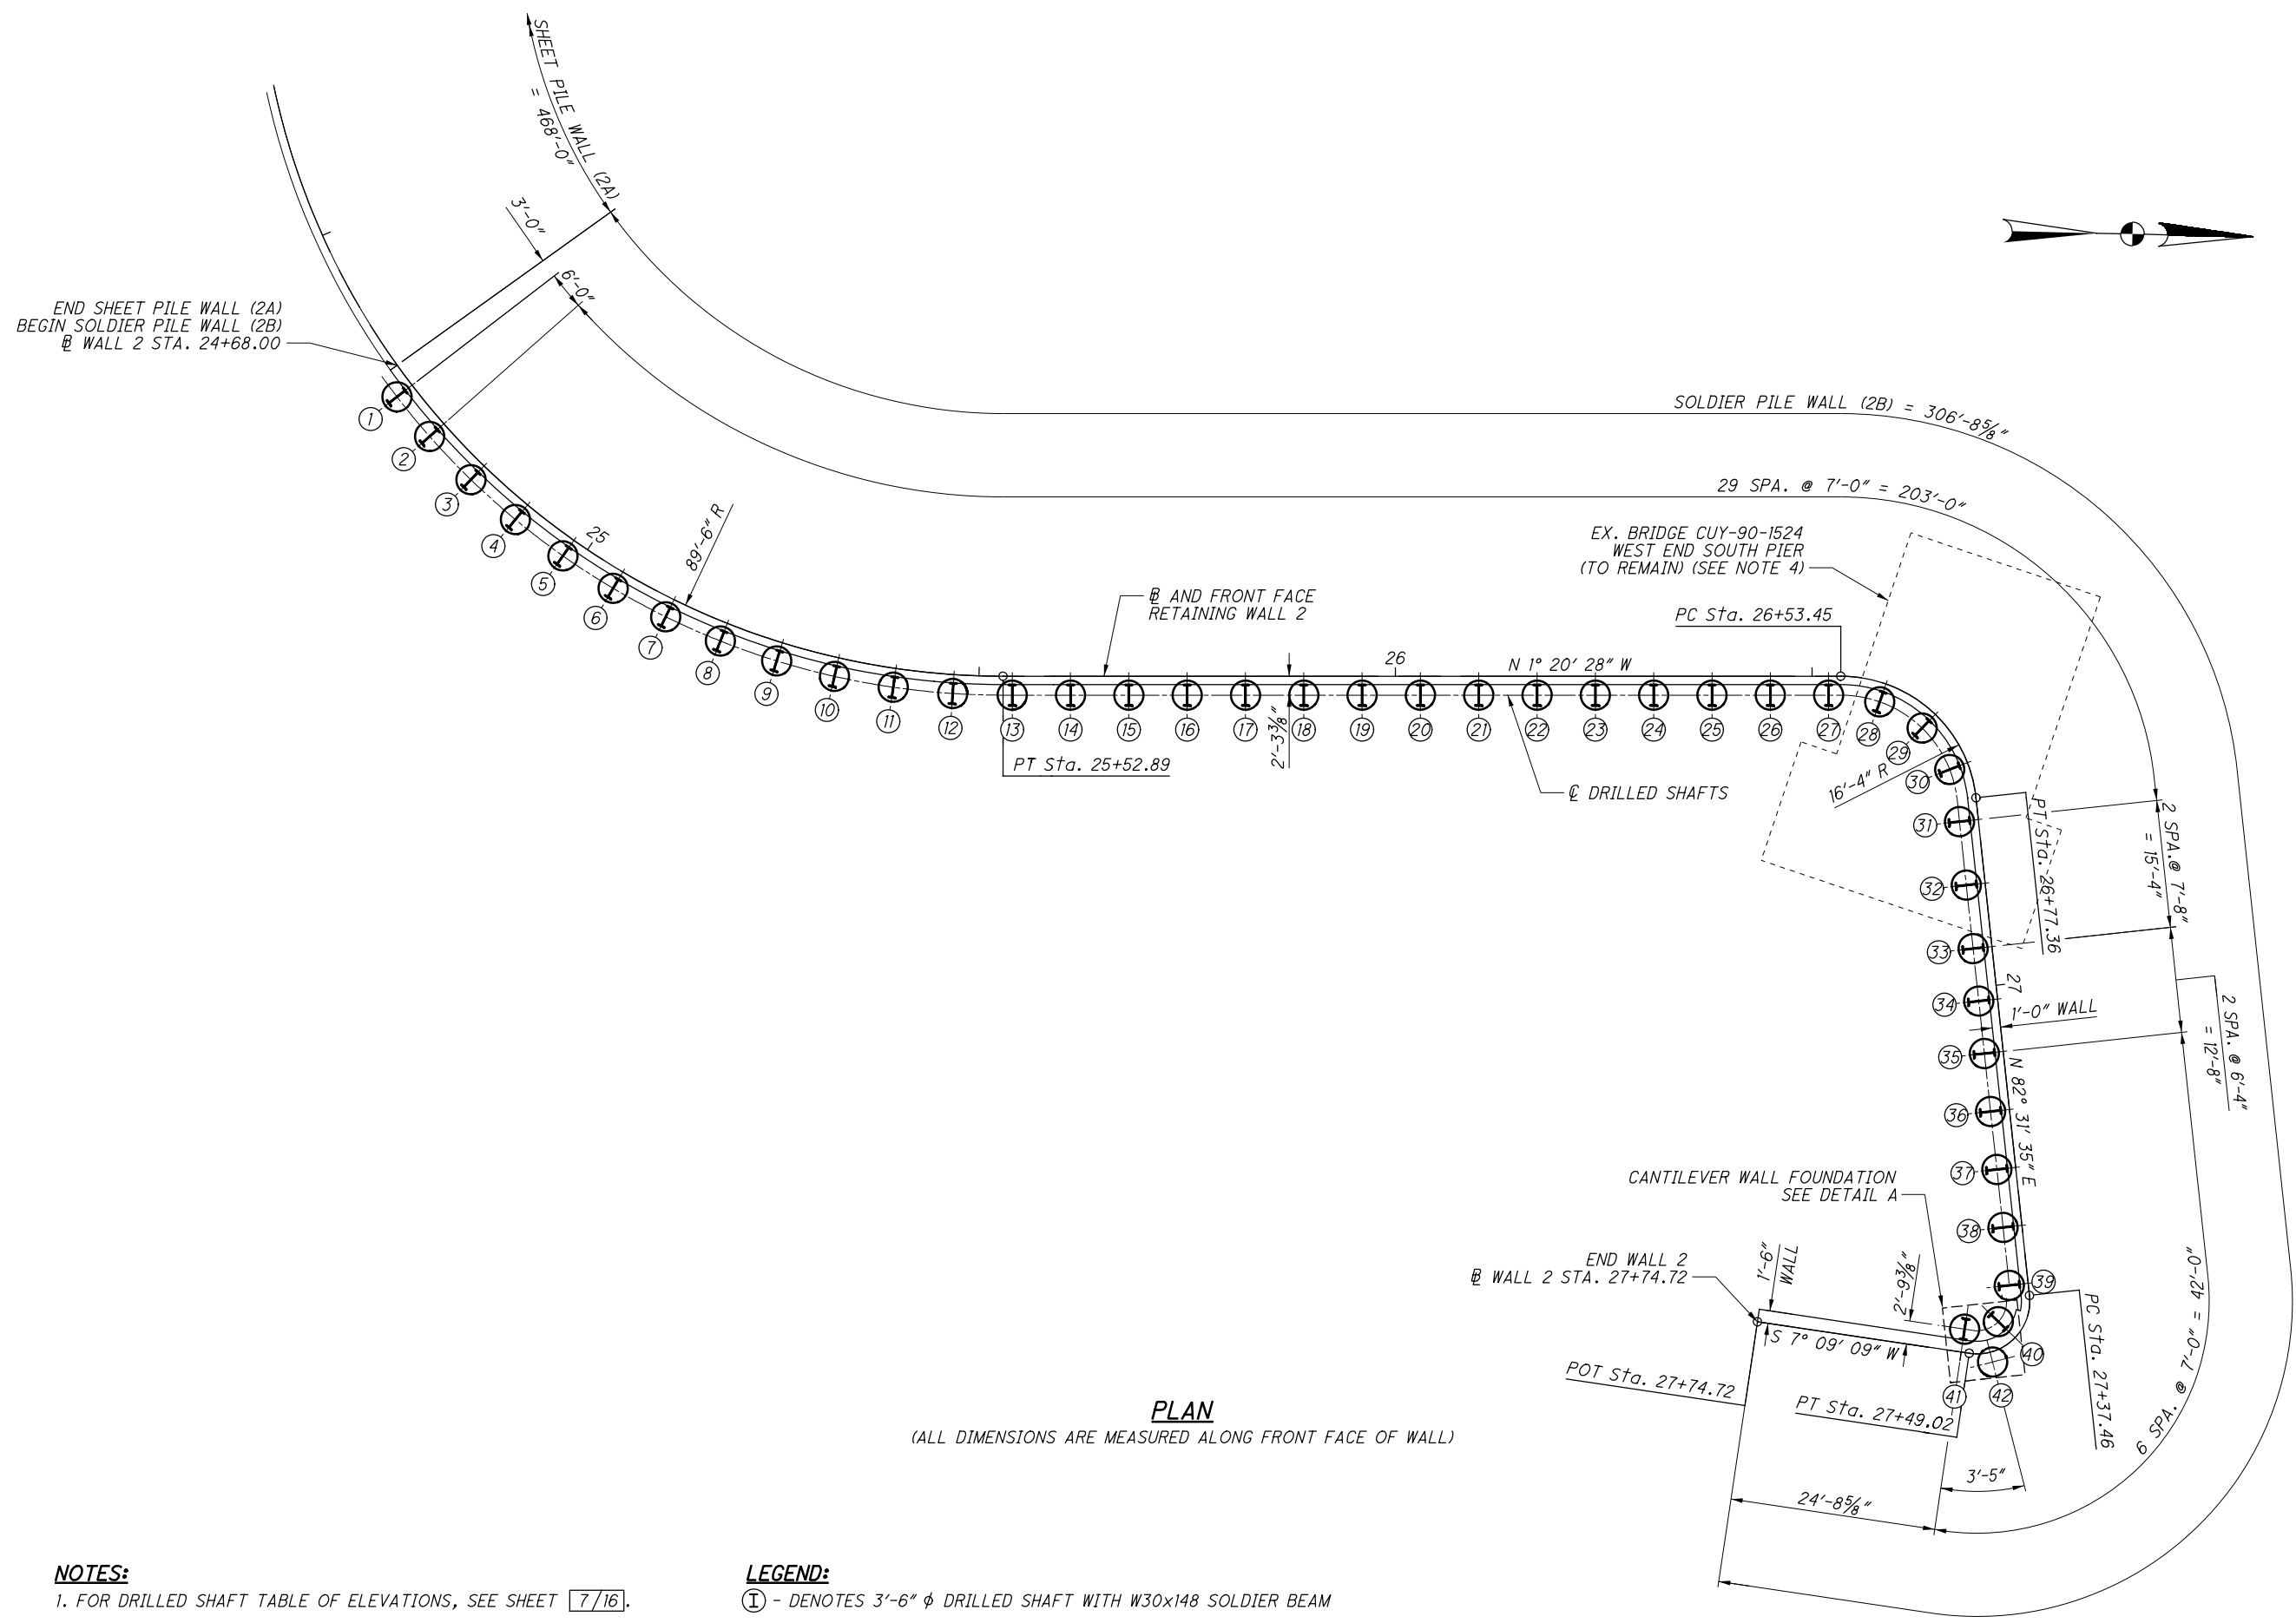 SHEET PILE WALL (2A)
= 468'-0"
3'-0"
6'-0"
END SHEET PILE WALL (2A)
BEGIN SOLDIER PILE WALL (2B)
℄ WALL 2 STA. 24+68.00
SOLDIER PILE WALL (2B) = 306'-8⅝"
29 SPA. @ 7'-0" = 203'-0"
EX. BRIDGE CUY-90-1524
WEST END SOUTH PIER
(TO REMAIN) (SEE NOTE 4)
89'-6" R
25
℄ AND FRONT FACE
RETAINING WALL 2
PC Sta. 26+53.45
26
N 1° 20' 28" W
1
2
3
4
5
6
7
8
9
10
11
12
13
14
15
16
17
18
19
20
21
22
23
24
25
26
27
28
29
30
31
32
33
34
35
36
37
38
39
40
41
42
PT Sta. 25+52.89
2'-3⅜"
℄ DRILLED SHAFTS
16'-4" R
PT Sta. 26+77.36
2 SPA.@ 7'-8"
= 15'-4"
27
1'-0" WALL
2 SPA. @ 6'-4"
= 12'-8"
N 82° 31' 35" E
CANTILEVER WALL FOUNDATION
SEE DETAIL A
END WALL 2
℄ WALL 2 STA. 27+74.72
1'-6"
WALL
2'-9⅜"
S 7° 09' 09" W
POT Sta. 27+74.72
PT Sta. 27+49.02
PC Sta. 27+37.46
6 SPA. @ 7'-0" = 42'-0"
3'-5"
24'-8⅝"
PLAN
(ALL DIMENSIONS ARE MEASURED ALONG FRONT FACE OF WALL)
NOTES:
1. FOR DRILLED SHAFT TABLE OF ELEVATIONS, SEE SHEET 7/16.
LEGEND:
I - DENOTES 3'-6" ϕ DRILLED SHAFT WITH W30x148 SOLDIER BEAM